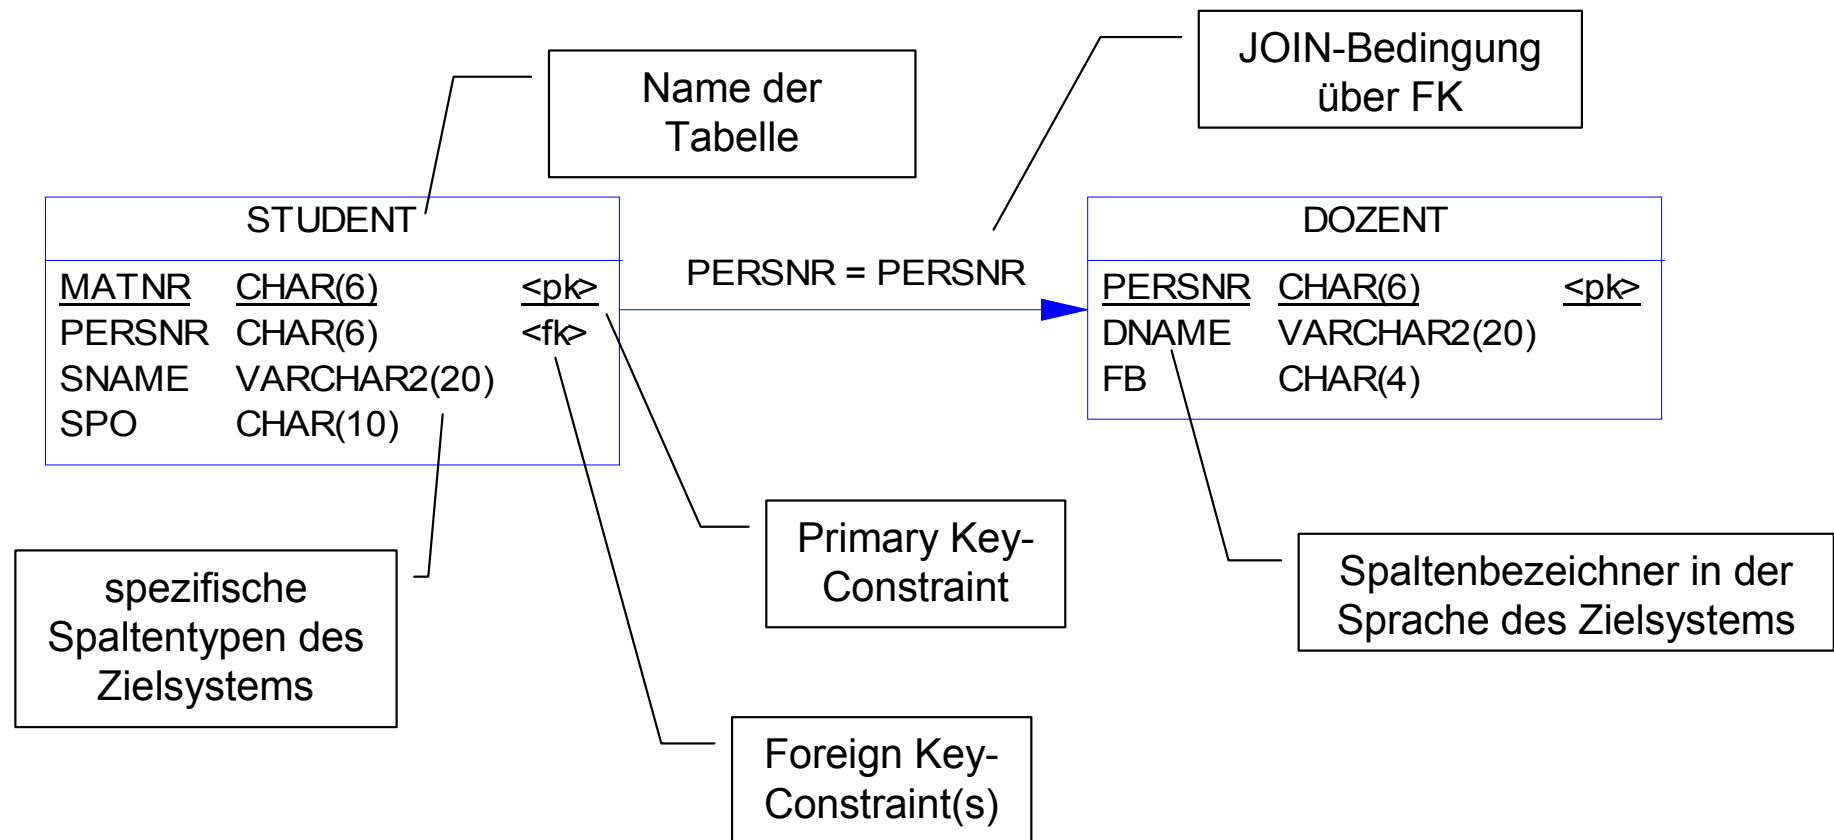 Name der
Tabelle
JOIN-Bedingung
über FK
STUDENT
MATNR CHAR(6) <pk>
PERSNR CHAR(6) <fk>
SNAME VARCHAR2(20)
SPO CHAR(10)
PERSNR = PERSNR
DOZENT
PERSNR CHAR(6) <pk>
DNAME VARCHAR2(20)
FB CHAR(4)
spezifische
Spaltentypen des
Zielsystems
Primary Key-
Constraint
Spaltenbezeichner in der
Sprache des Zielsystems
Foreign Key-
Constraint(s)